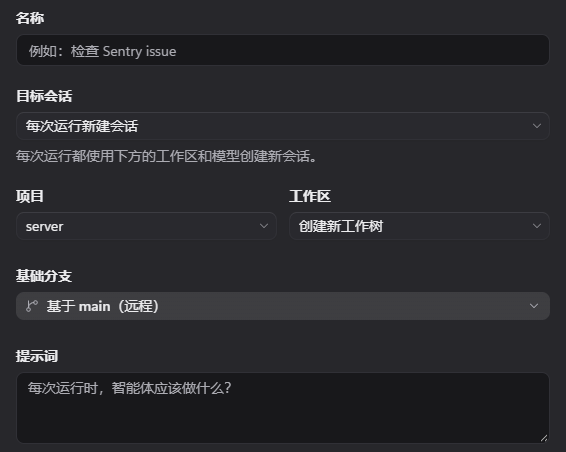 名称
例如：检查 Sentry issue
目标会话
每次运行新建会话
每次运行都使用下方的工作区和模型创建新会话。
项目 工作区
server 创建新工作树
基础分支
基于 main（远程）
提示词
每次运行时，智能体应该做什么？